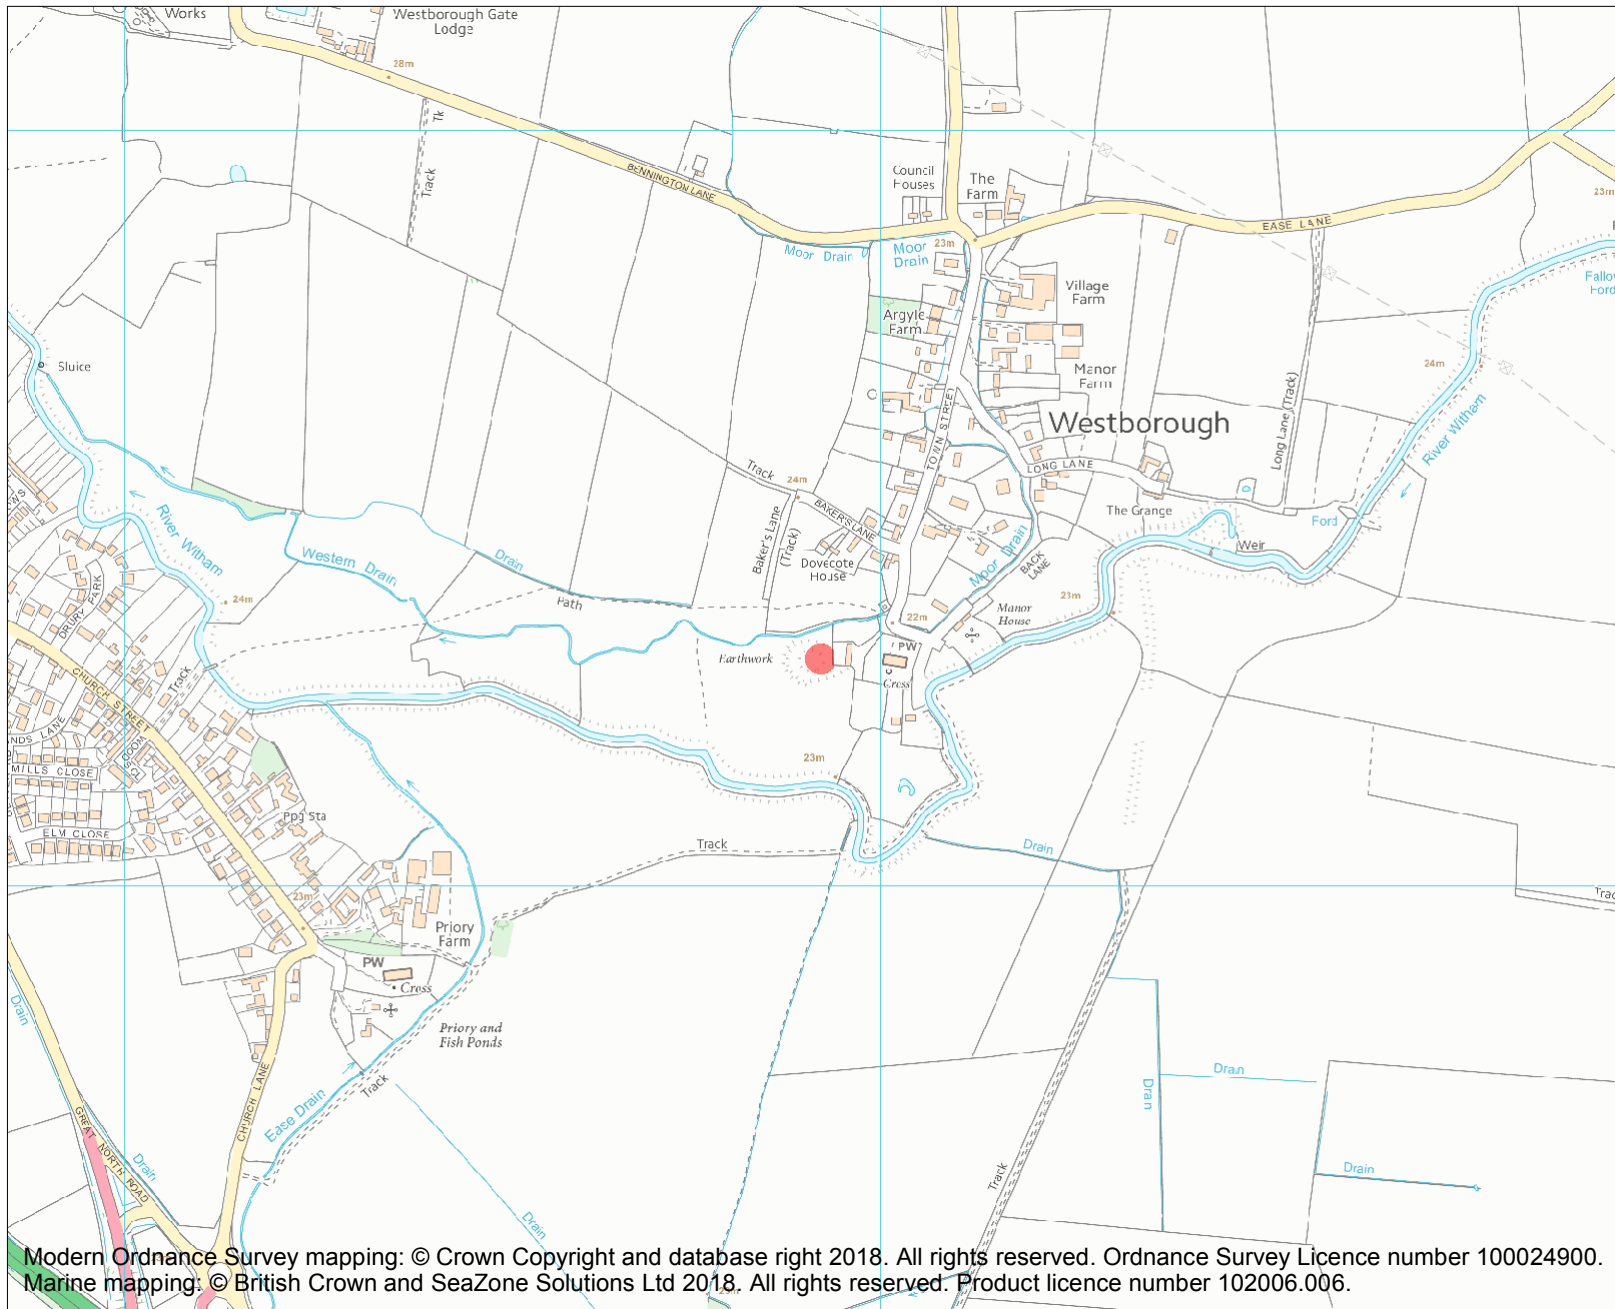 Works
Westborough Gate
Lodge
28m
Tk
Track
BENNINGTON LANE
Council
Houses
The
Farm
23m
EASE LANE
Moor Drain
Moor
Drain
23m
Village
Farm
Argyle
Farm
Ford
Sluice
Manor
Farm
24m
TOWN STREET
Westborough
Long Lane (Track)
River Witham
LONG LANE
Track
24m
BAKER'S LANE
The Grange
Ford
Weir
River Witham
Western Drain
Drain
Baker's Lane
(Track)
Dovecote
House
Moor Drain
BACK
LANE
24m
Path
DRURY PARK
21m
Manor
House
22m
PW
Cross
Earthwork
Track
CHURCH STREET
MILLS CLOSE
23m
Ppg Sta
ELM CLOSE
Track
Drain
23m
Priory
Farm
PW
Cross
Priory and
Fish Ponds
Drain
Ease Drain
Track
CHURCH LANE
GREAT NORTH ROAD
Drain
Drain
Drain
Drain
Drain
Track
Modern Ordnance Survey mapping: © Crown Copyright and database right 2018. All rights reserved. Ordnance Survey Licence number 100024900.
Marine mapping: © British Crown and SeaZone Solutions Ltd 2018. All rights reserved. Product licence number 102006.006.